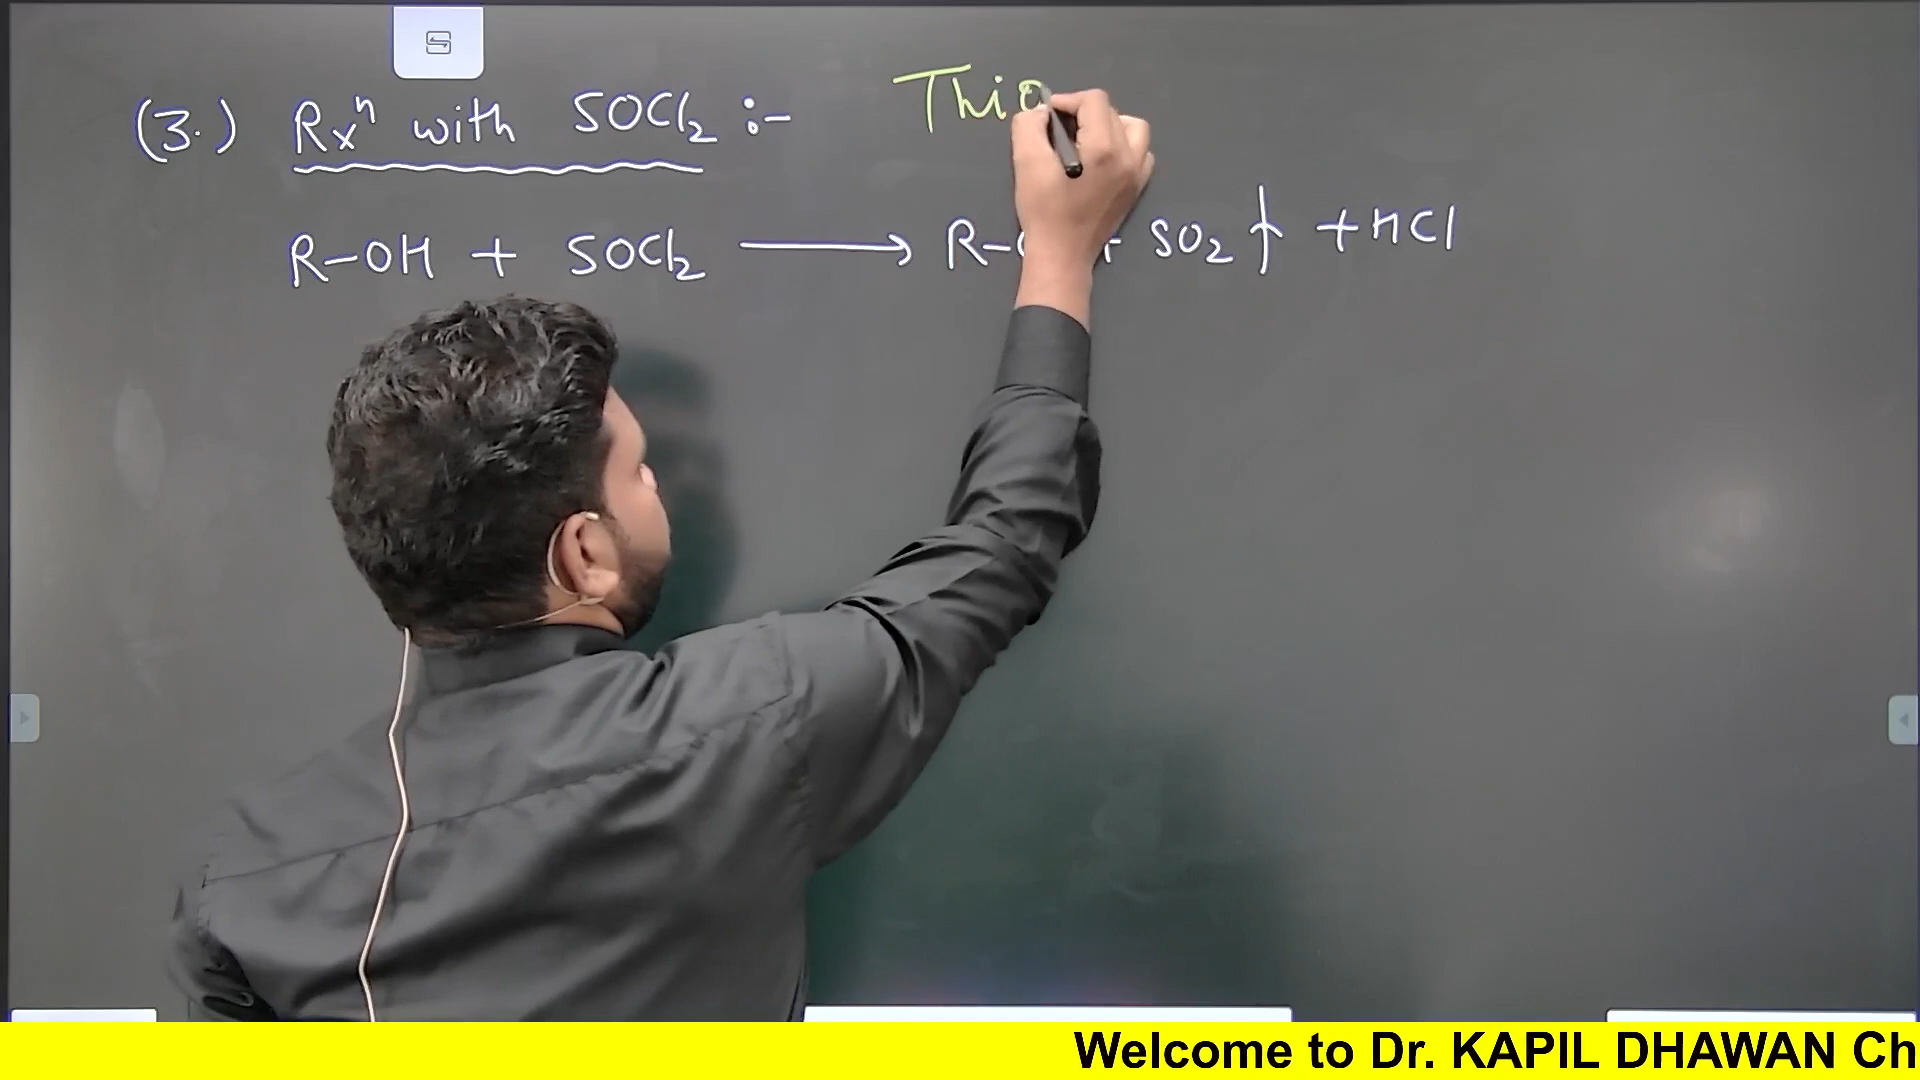 (3.) Rxⁿ with SOCl₂ :- Thio
R-OH + SOCl₂ ⟶ R- + SO₂↑ + HCl
Welcome to Dr. KAPIL DHAWAN Ch